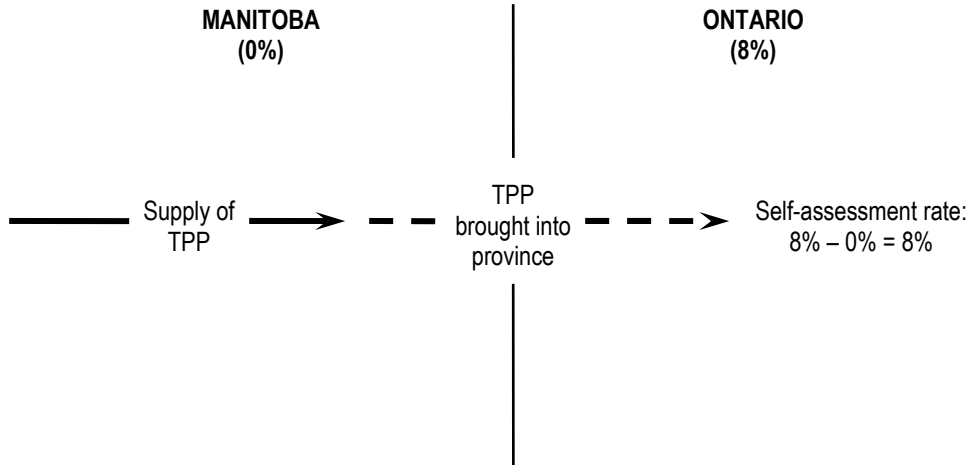 MANITOBA
(0%)
ONTARIO
(8%)
Supply of
TPP
TPP
brought into
province
Self-assessment rate:
8% – 0% = 8%